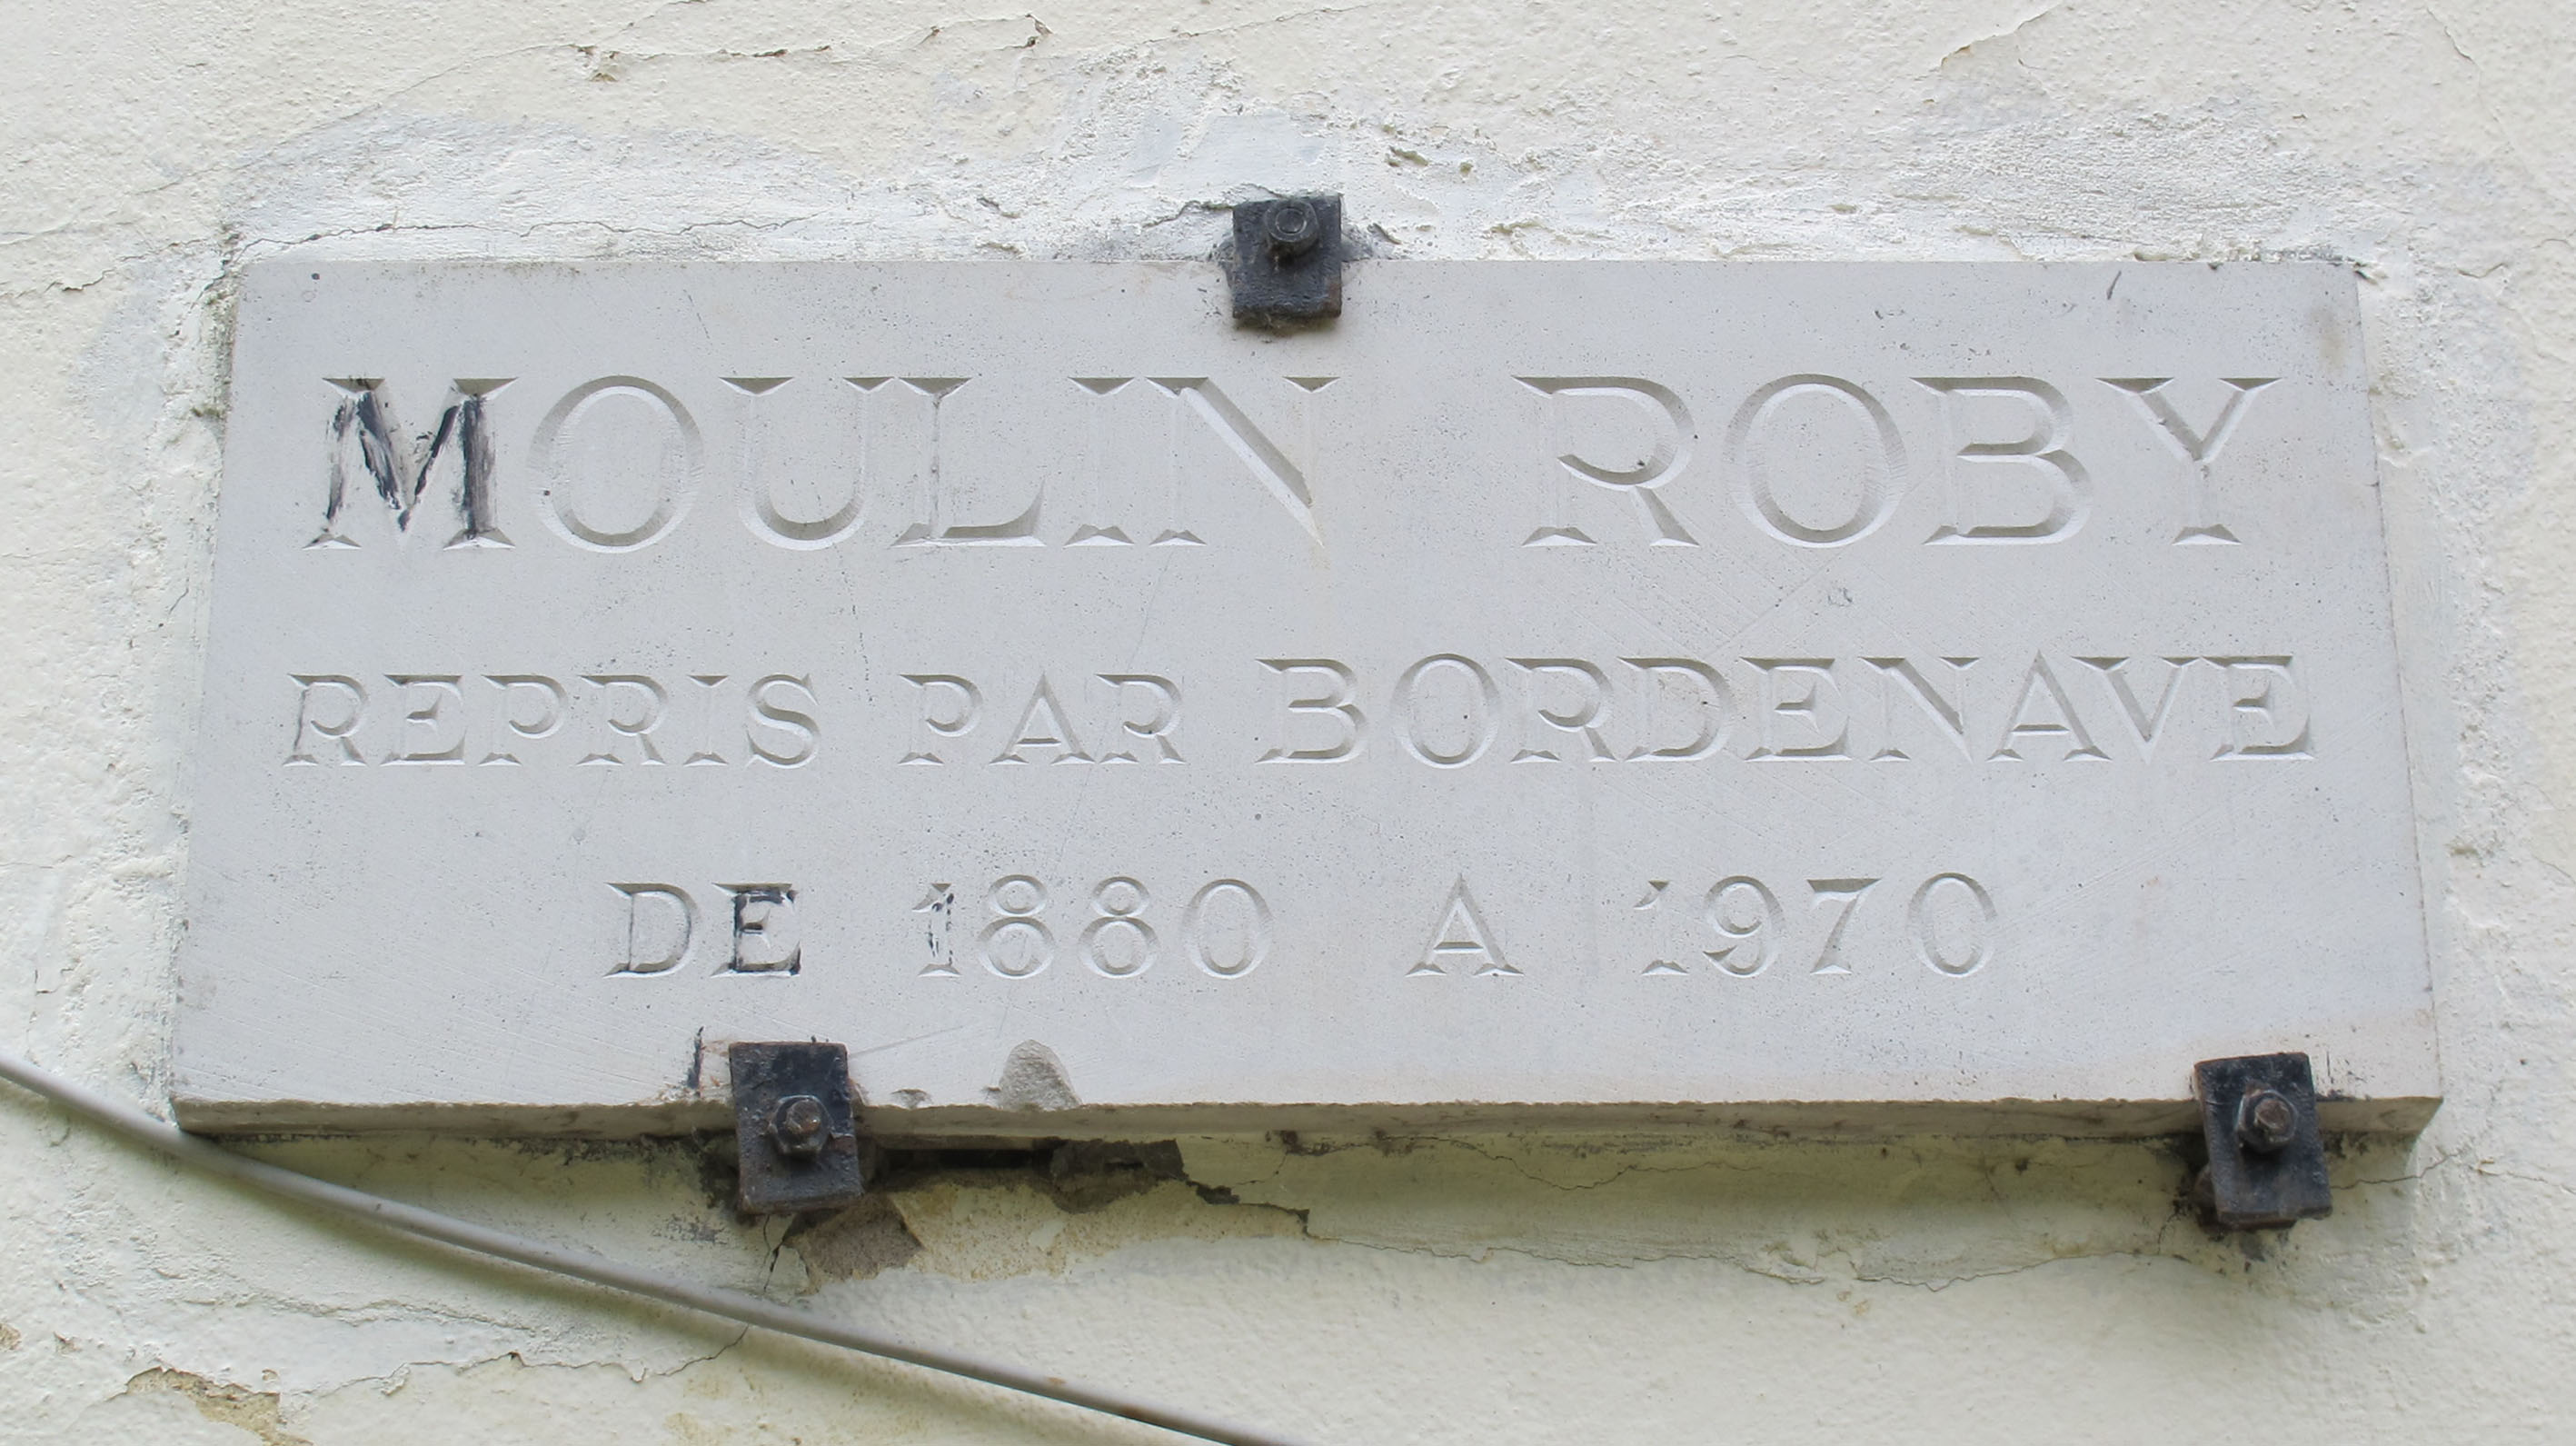 MOULIN ROBY
REPRIS PAR BORDENAVE
DE 1880 A 1970